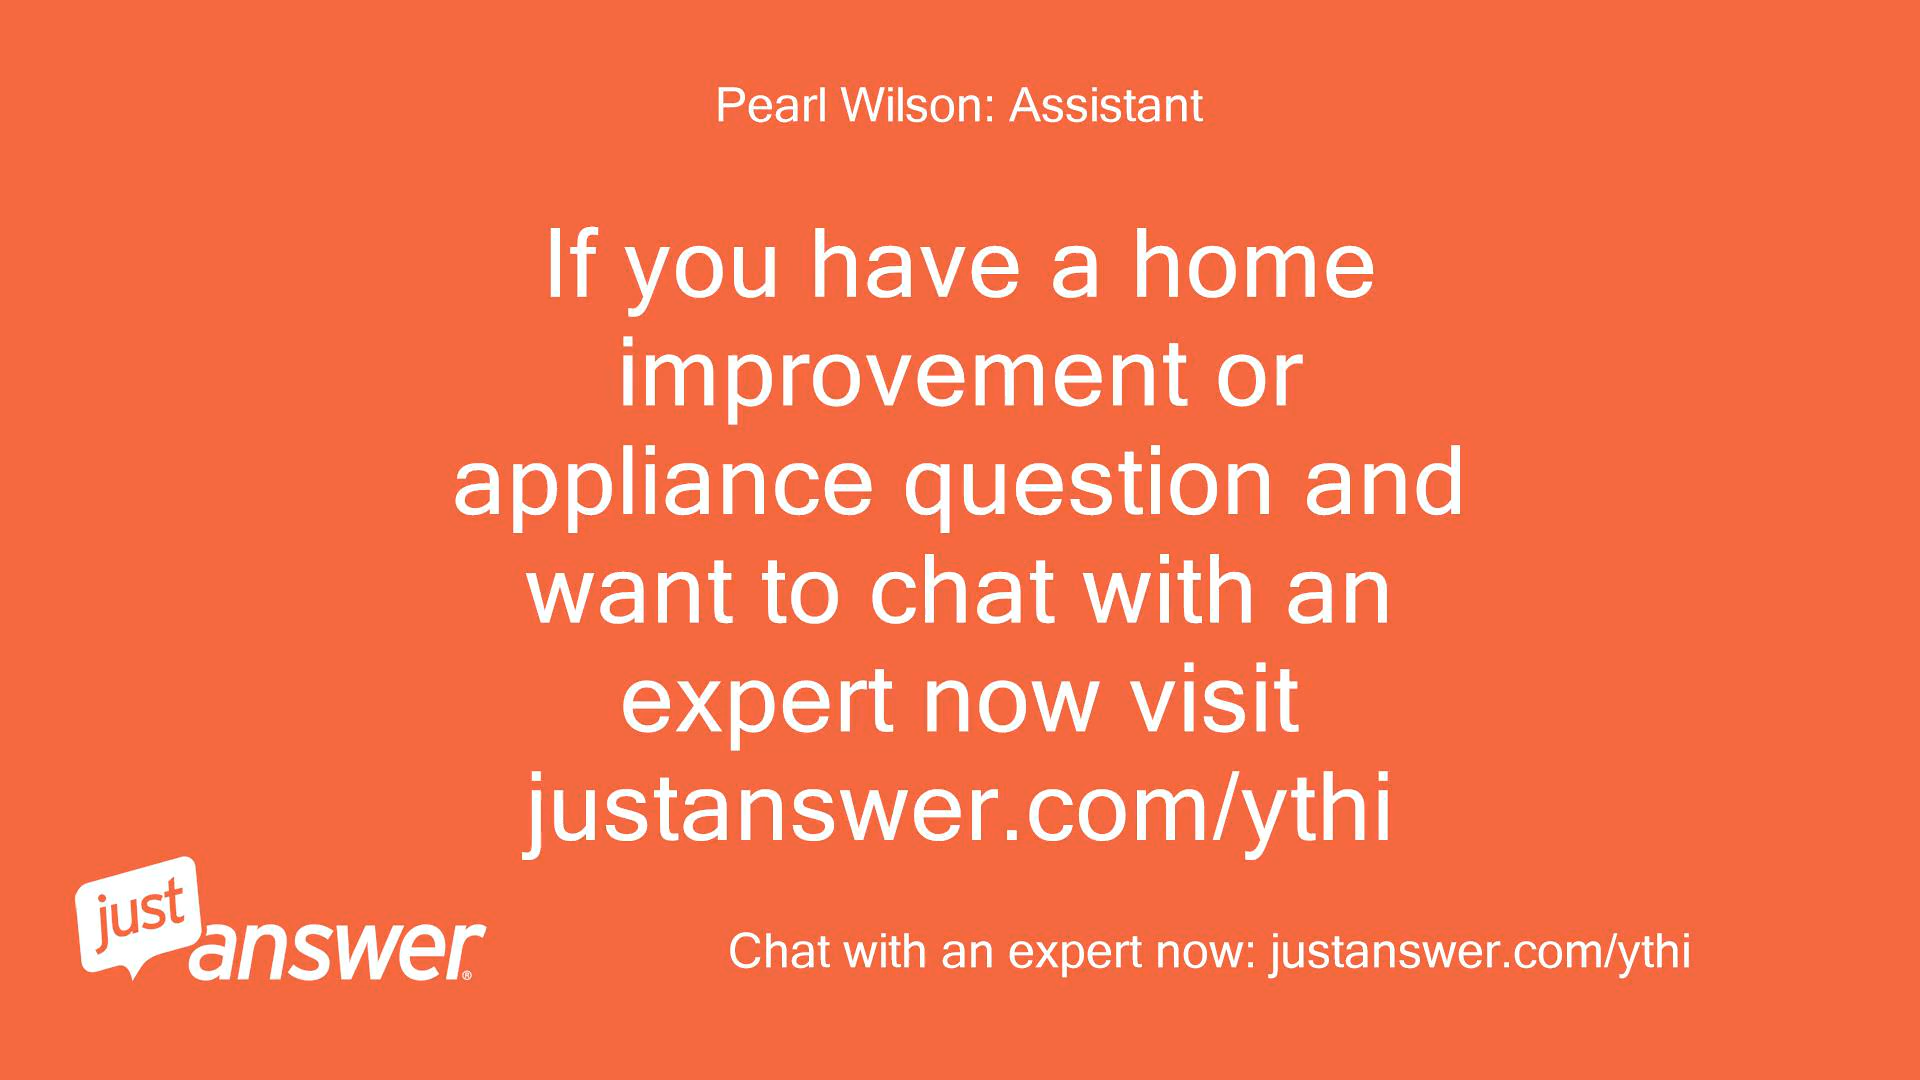 Pearl Wilson: Assistant
If you have a home
improvement or
appliance question and
want to chat with an
expert now visit
justanswer.com/ythi
just
answer®
Chat with an expert now: justanswer.com/ythi